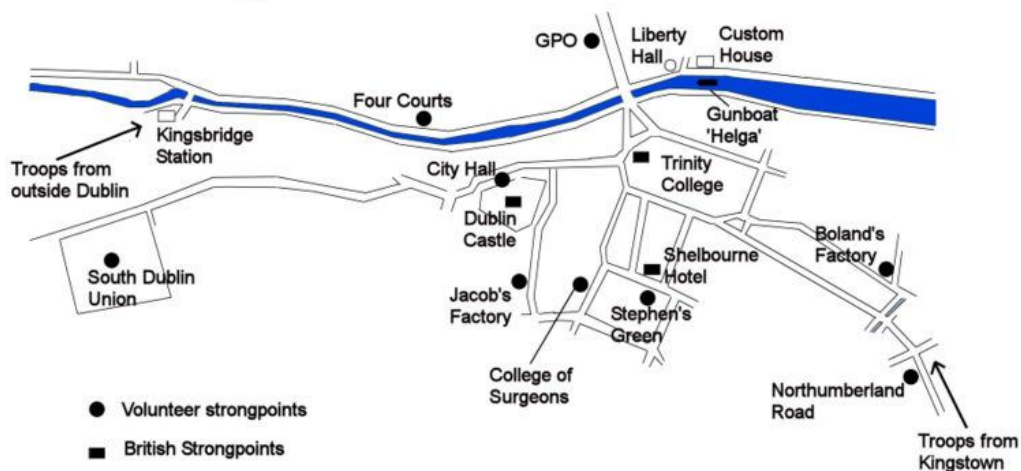 GPO
Liberty
Hall
Custom
House
Four Courts
Gunboat
'Helga'
Kingsbridge
Station
Troops from
outside Dublin
City Hall
Trinity
College
Dublin
Castle
Boland's
Factory
Shelbourne
Hotel
South Dublin
Union
Jacob's
Factory
Stephen's
Green
College of
Surgeons
Northumberland
Road
Volunteer strongpoints
British Strongpoints
Troops from
Kingstown